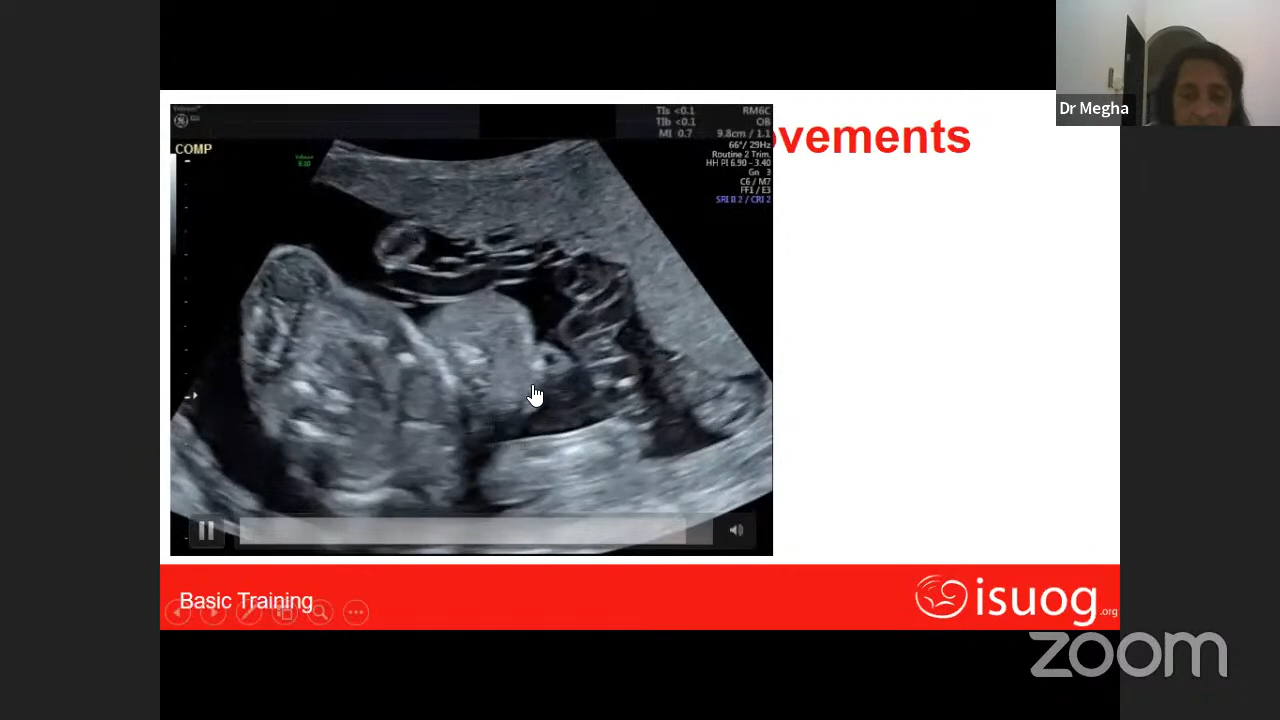 Dr Megha
ovements
TIs <0.1 RM6C
TIb <0.1 OB
MI 0.7 9.8cm / 1.1
66°/ 29Hz
Routine 2 Trim.
HH PI 6.90 - 3.40
Gn 3
C6 / M7
FF1 / E3
SRI II 2 / CRI 2
COMP
Basic Training
isuog.org
zoom